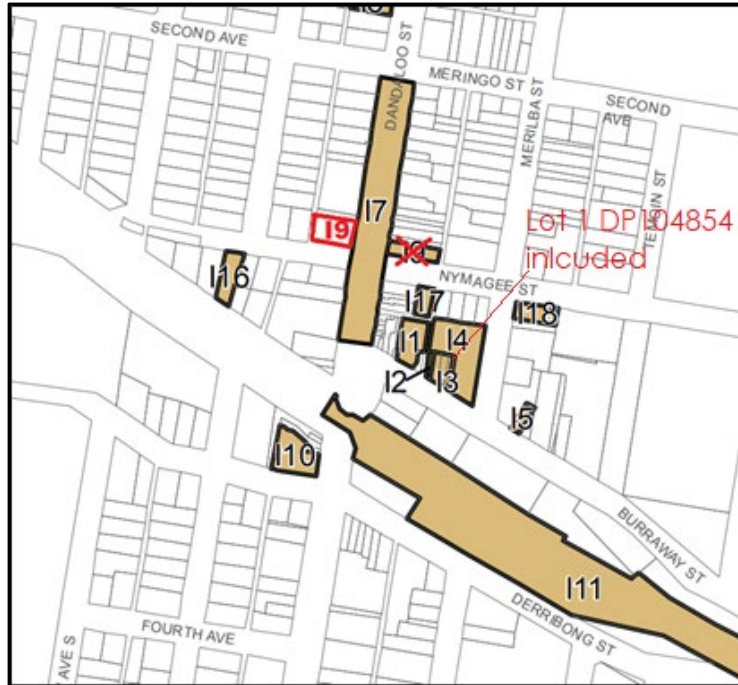 SECOND AVE
DANDALOO ST
MERINGO ST
MERILBA ST
SECOND
AVE
TEMOIN ST
I7
I9
Lot 1 DP104854
inlcuded
I9
NYMAGEE ST
I16
I17
I18
I1
I4
I2
I3
I5
I10
BURRAWAY ST
I11
DERRIBONG ST
FOURTH AVE
AVE S